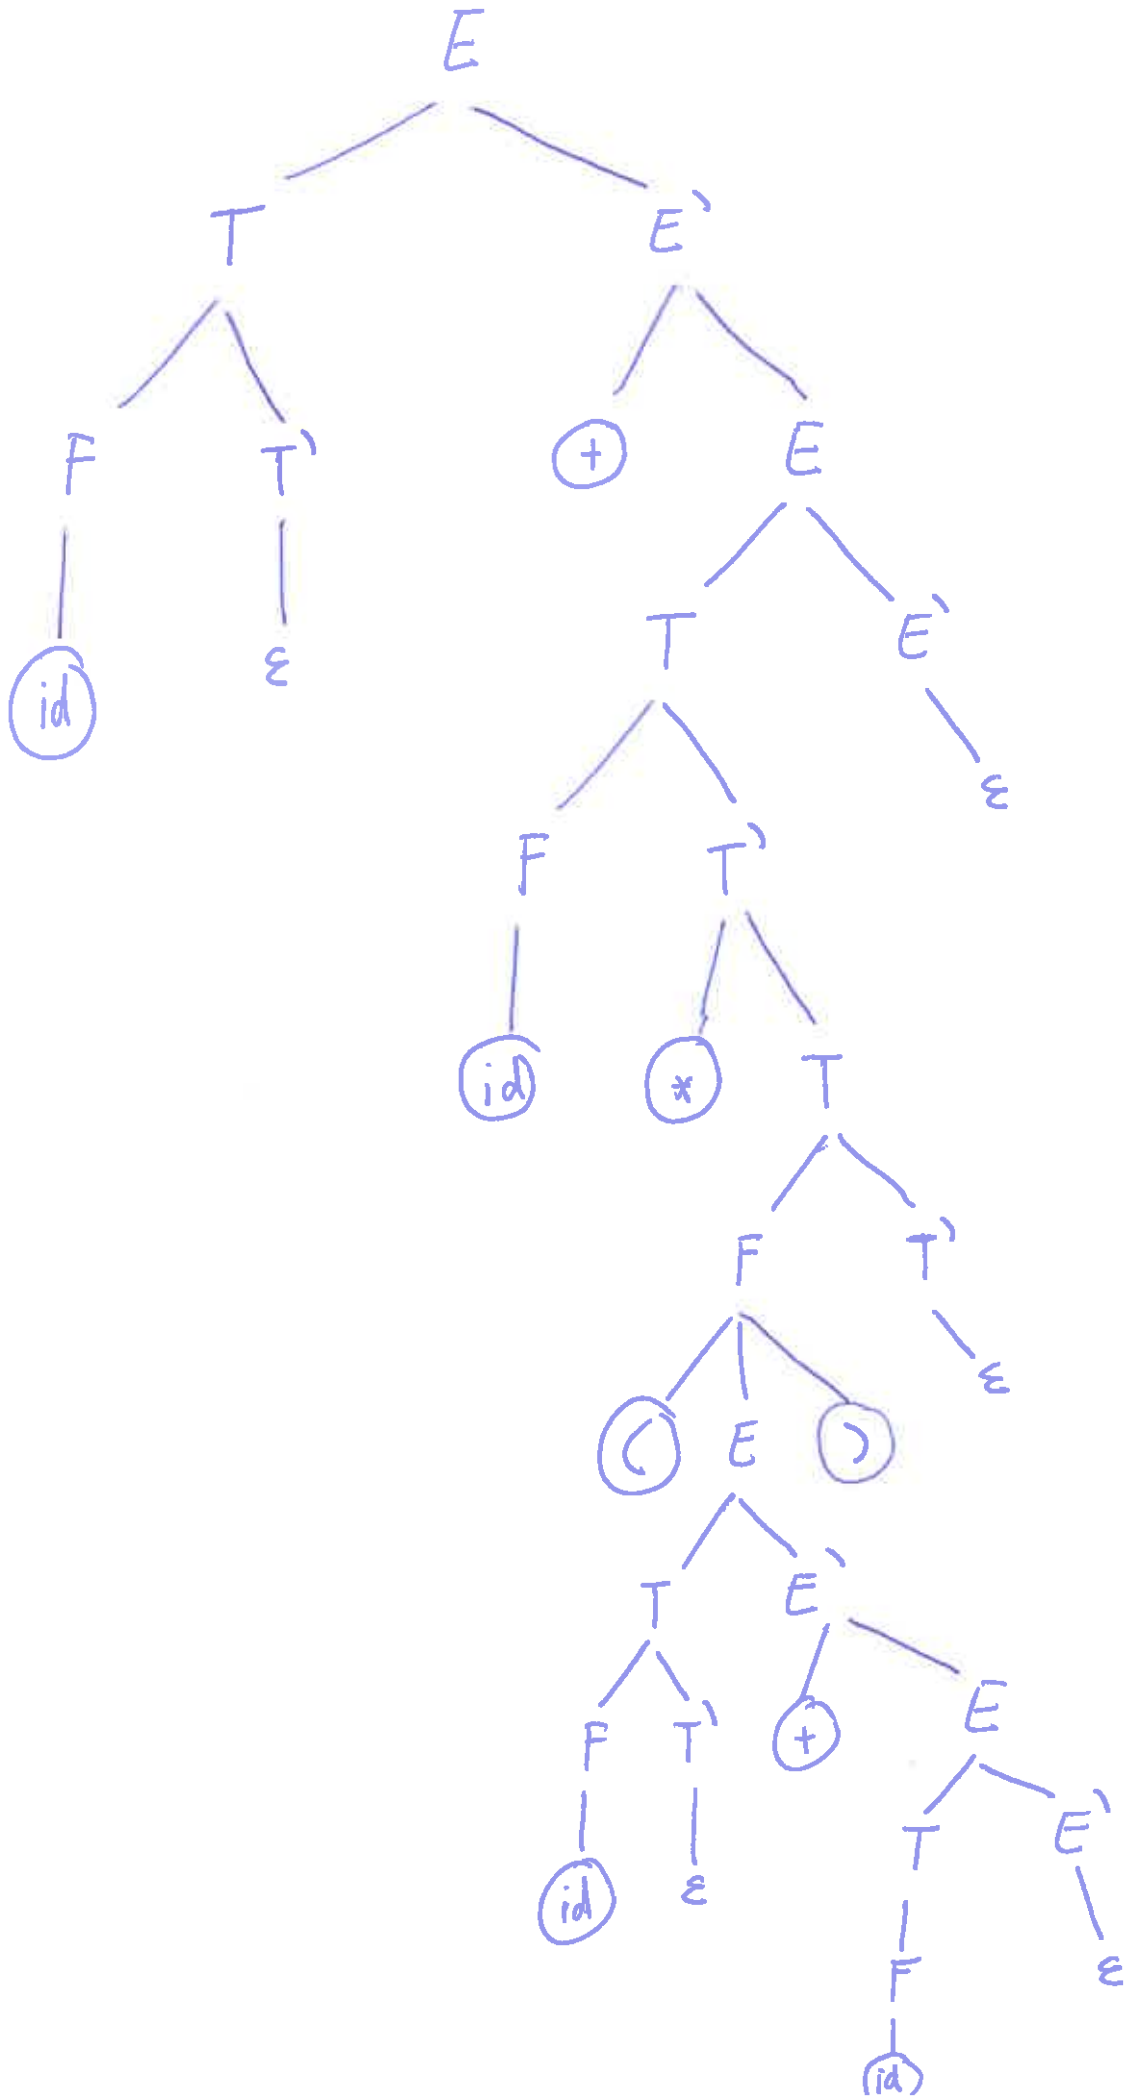 E
T E`
F T` + E
id ε T E`
ε
F T`
id * T
F T`
ε
( E )
T E`
F T` + E
T E`
id ε
F ε
id